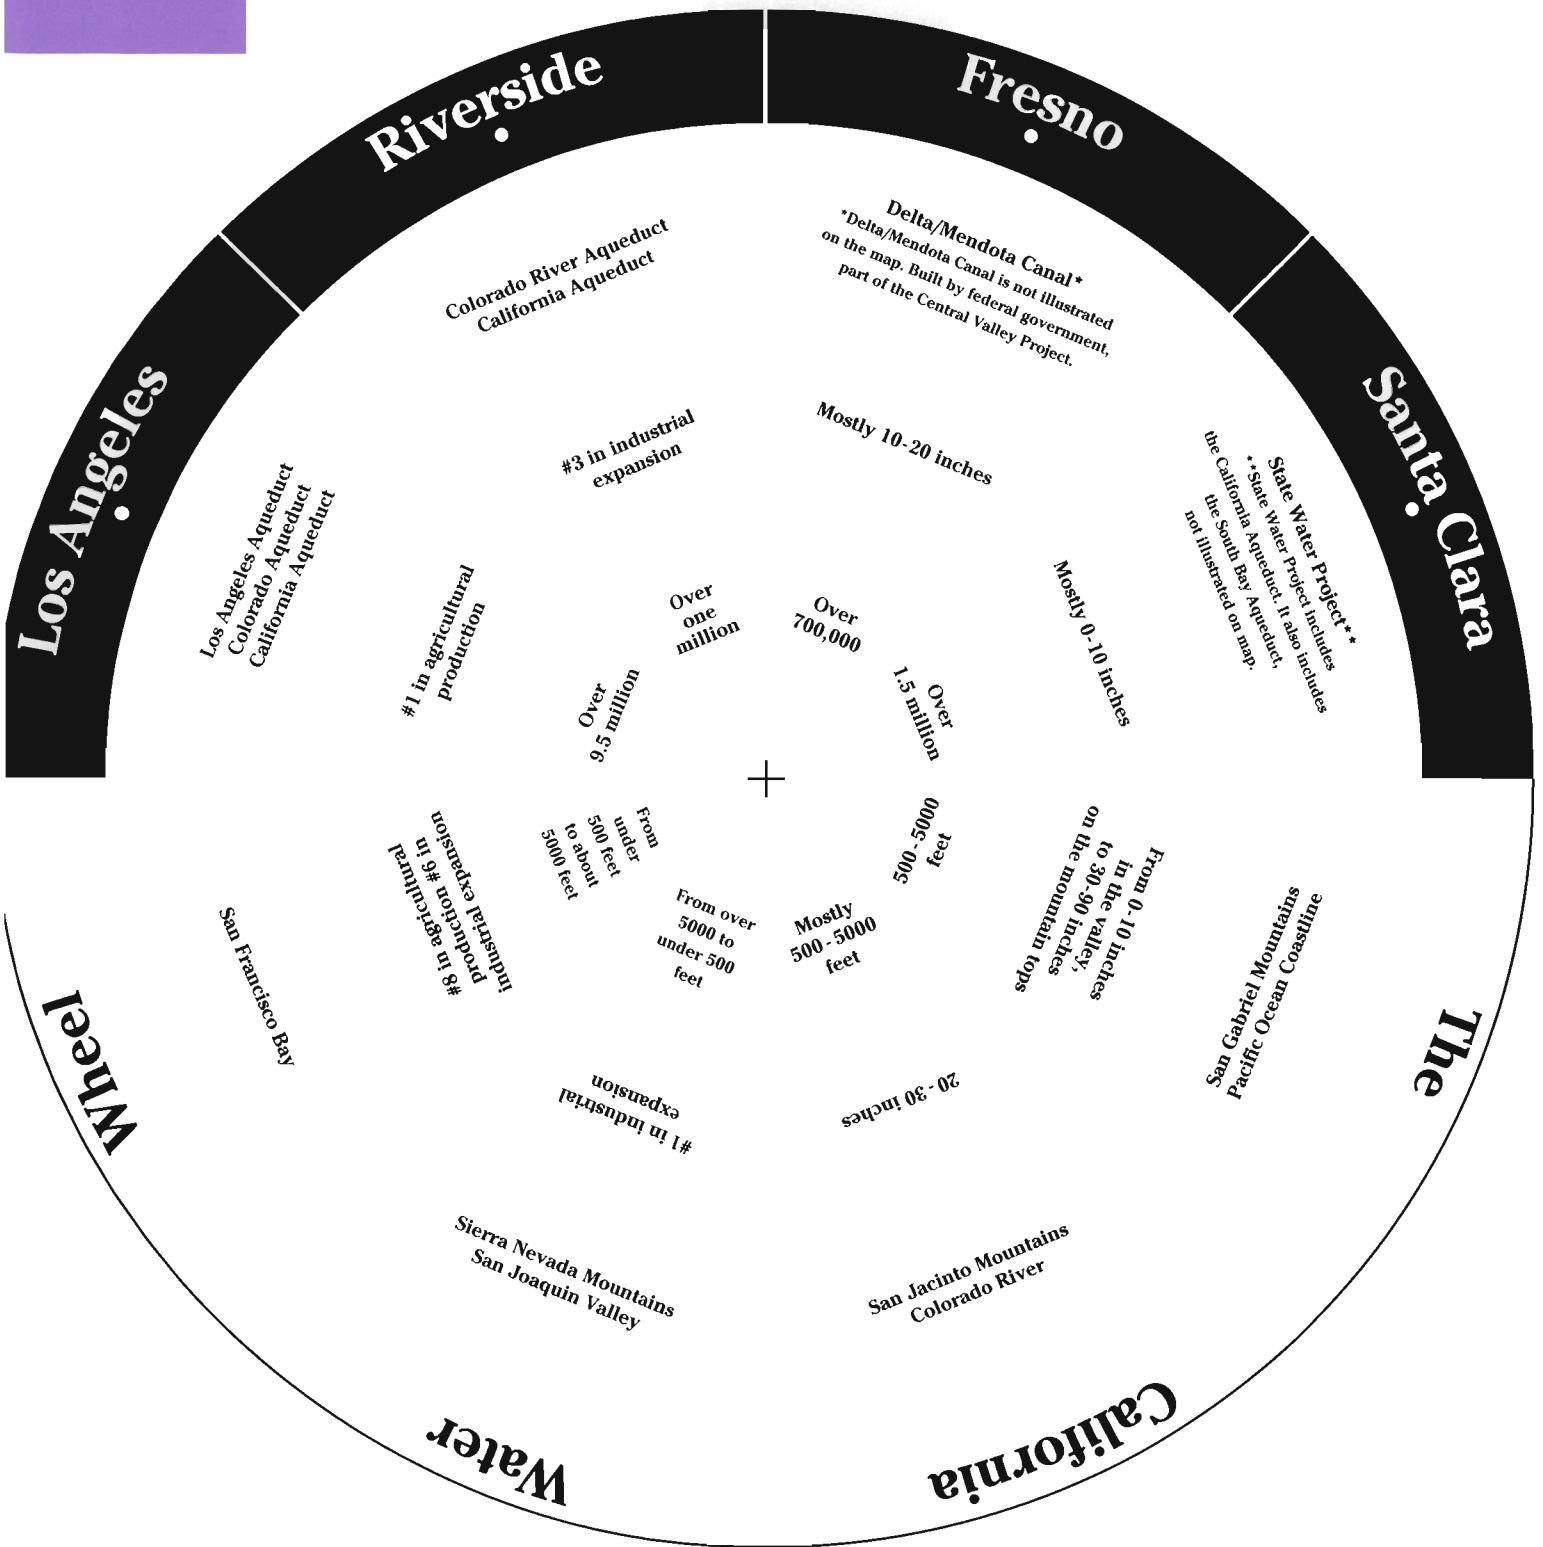 Los Angeles
Riverside
Fresno
Santa Clara
Los Angeles Aqueduct
Colorado Aqueduct
California Aqueduct
Colorado River Aqueduct
California Aqueduct
Delta/Mendota Canal*
*Delta/Mendota Canal is not illustrated
on the map. Built by federal government,
part of the Central Valley Project.
State Water Project**
**State Water Project includes
the California Aqueduct. It also includes
the South Bay Aqueduct,
not illustrated on map.
#1 in agricultural
production
#3 in industrial
expansion
Mostly 10-20 inches
Mostly 0-10 inches
Over
9.5 million
Over
one
million
Over
700,000
Over
1.5 million
From
under
500 feet
to about
5000 feet
From over
5000 to
under 500
feet
Mostly
500-5000
feet
500-5000
feet
#8 in agricultural
production #6 in
industrial expansion
#1 in industrial
expansion
20-30 inches
From 0-10 inches
in the valley,
to 30-90 inches
on the mountain tops
San Francisco Bay
Sierra Nevada Mountains
San Joaquin Valley
San Jacinto Mountains
Colorado River
San Gabriel Mountains
Pacific Ocean Coastline
The
California
Water
Wheel